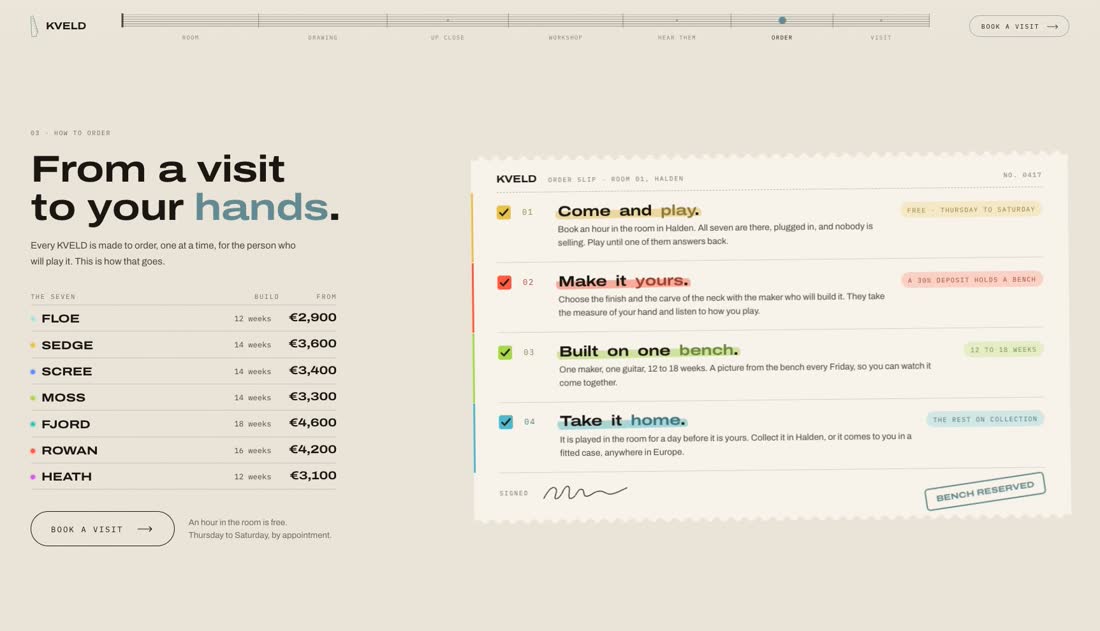 KVELD
ROOM
DRAWING
UP CLOSE
WORKSHOP
HEAR THEM
ORDER
VISIT
BOOK A VISIT
03 · HOW TO ORDER
From a visit
to your hands.
Every KVELD is made to order, one at a time, for the person who
will play it. This is how that goes.
THE SEVEN BUILD FROM
FLOE 12 weeks €2,900
SEDGE 14 weeks €3,600
SCREE 14 weeks €3,400
MOSS 14 weeks €3,300
FJORD 18 weeks €4,600
ROWAN 16 weeks €4,200
HEATH 12 weeks €3,100
BOOK A VISIT
An hour in the room is free.
Thursday to Saturday, by appointment.
KVELD ORDER SLIP · ROOM 01, HALDEN NO. 0417
01 Come and play. FREE · THURSDAY TO SATURDAY
Book an hour in the room in Halden. All seven are there, plugged in, and nobody is
selling. Play until one of them answers back.
02 Make it yours. A 30% DEPOSIT HOLDS A BENCH
Choose the finish and the carve of the neck with the maker who will build it. They take
the measure of your hand and listen to how you play.
03 Built on one bench. 12 TO 18 WEEKS
One maker, one guitar, 12 to 18 weeks. A picture from the bench every Friday, so you can watch it
come together.
04 Take it home. THE REST ON COLLECTION
It is played in the room for a day before it is yours. Collect it in Halden, or it comes to you in a
fitted case, anywhere in Europe.
SIGNED
BENCH RESERVED